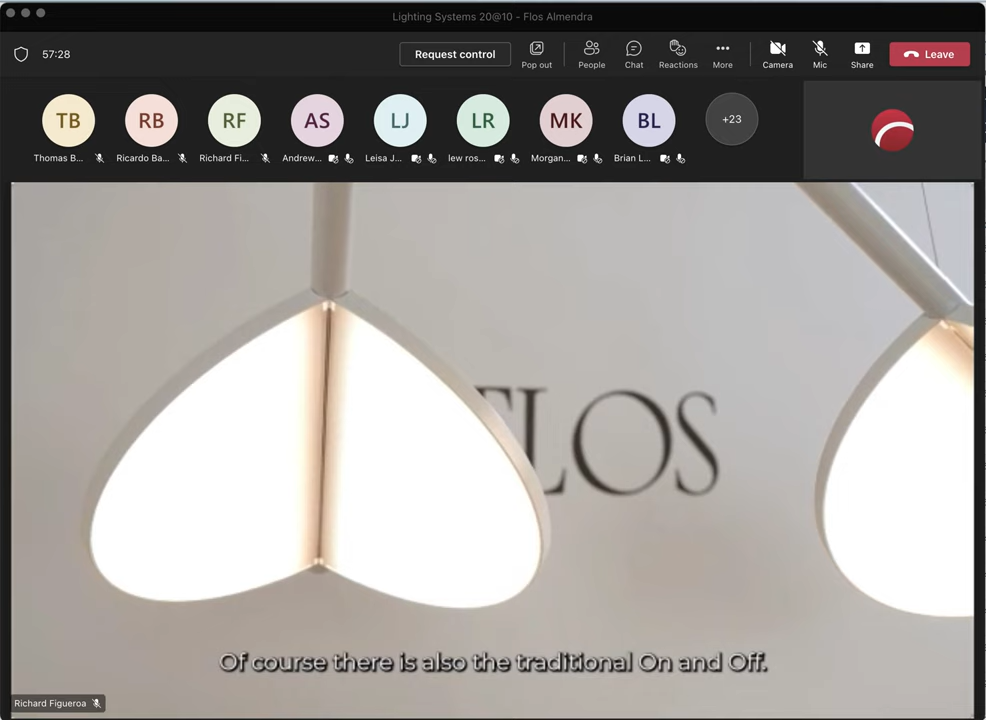 Lighting Systems 20@10 - Flos Almendra
57:28
Request control
Pop out
People
Chat
Reactions
More
Camera
Mic
Share
Leave
TB
RB
RF
AS
LJ
LR
MK
BL
+23
Thomas B...
Ricardo Ba...
Richard Fi...
Andrew...
Leisa J...
lew ros...
Morgan...
Brian L...
FLOS
Of course there is also the traditional On and Off.
Richard Figueroa